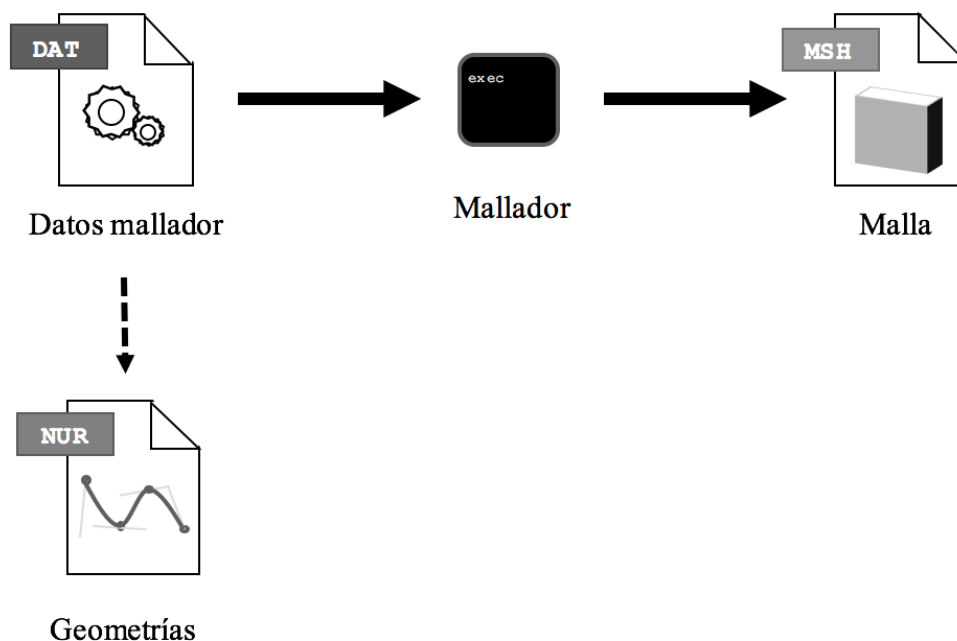 DAT
exec
MSH
Datos mallador
Mallador
Malla
NUR
Geometrías